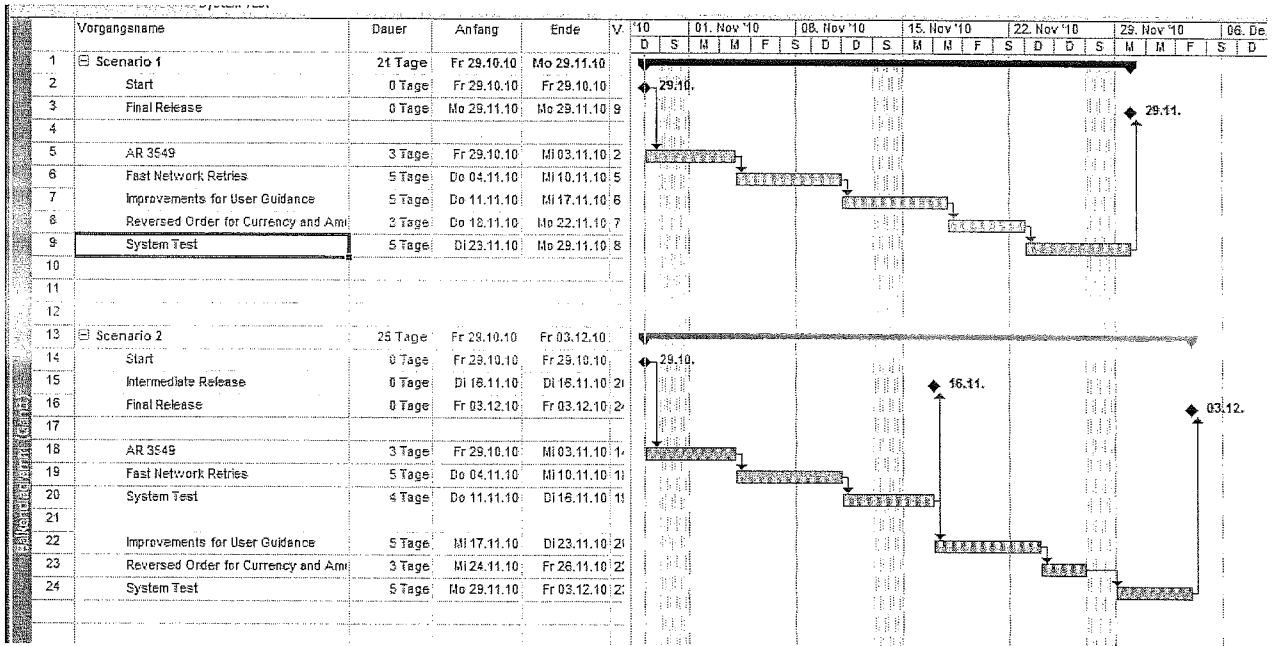 System Test
Vorgangsname Dauer Anfang Ende V. '10 01. Nov '10 08. Nov '10 15. Nov '10 22. Nov '10 29. Nov '10 06. De
D S M M F S D D S M M F S D D S M M F S D
1 Scenario 1 21 Tage Fr 29.10.10 Mo 29.11.10
2 Start 0 Tage Fr 29.10.10 Fr 29.10.10 29.10.
3 Final Release 0 Tage Mo 29.11.10 Mo 29.11.10 9 29.11.
4
5 AR 3549 3 Tage Fr 29.10.10 Mi 03.11.10 2
6 Fast Network Retries 5 Tage Do 04.11.10 Mi 10.11.10 5
7 Improvements for User Guidance 5 Tage Do 11.11.10 Mi 17.11.10 6
8 Reversed Order for Currency and Am 3 Tage Do 18.11.10 Mo 22.11.10 7
9 System Test 5 Tage Di 23.11.10 Mo 29.11.10 8
10
11
12
13 Scenario 2 25 Tage Fr 29.10.10 Fr 03.12.10
14 Start 0 Tage Fr 29.10.10 Fr 29.10.10 29.10.
15 Intermediate Release 0 Tage Di 16.11.10 Di 16.11.10 16.11.
16 Final Release 0 Tage Fr 03.12.10 Fr 03.12.10 03.12.
17
18 AR 3549 3 Tage Fr 29.10.10 Mi 03.11.10
19 Fast Network Retries 5 Tage Do 04.11.10 Mi 10.11.10
20 System Test 4 Tage Do 11.11.10 Di 16.11.10
21
22 Improvements for User Guidance 5 Tage Mi 17.11.10 Di 23.11.10
23 Reversed Order for Currency and Am 3 Tage Mi 24.11.10 Fr 26.11.10
24 System Test 5 Tage Mo 29.11.10 Fr 03.12.10